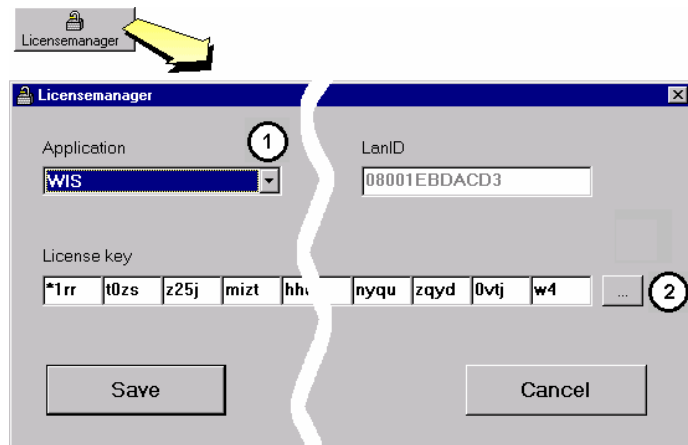 Licensemanager
Licensemanager
1
Application LanID
WIS 08001EBDACD3
License key
*1rr t0zs z25j mizt nyqu zqyd 0vtj w4 ... 2
Save Cancel